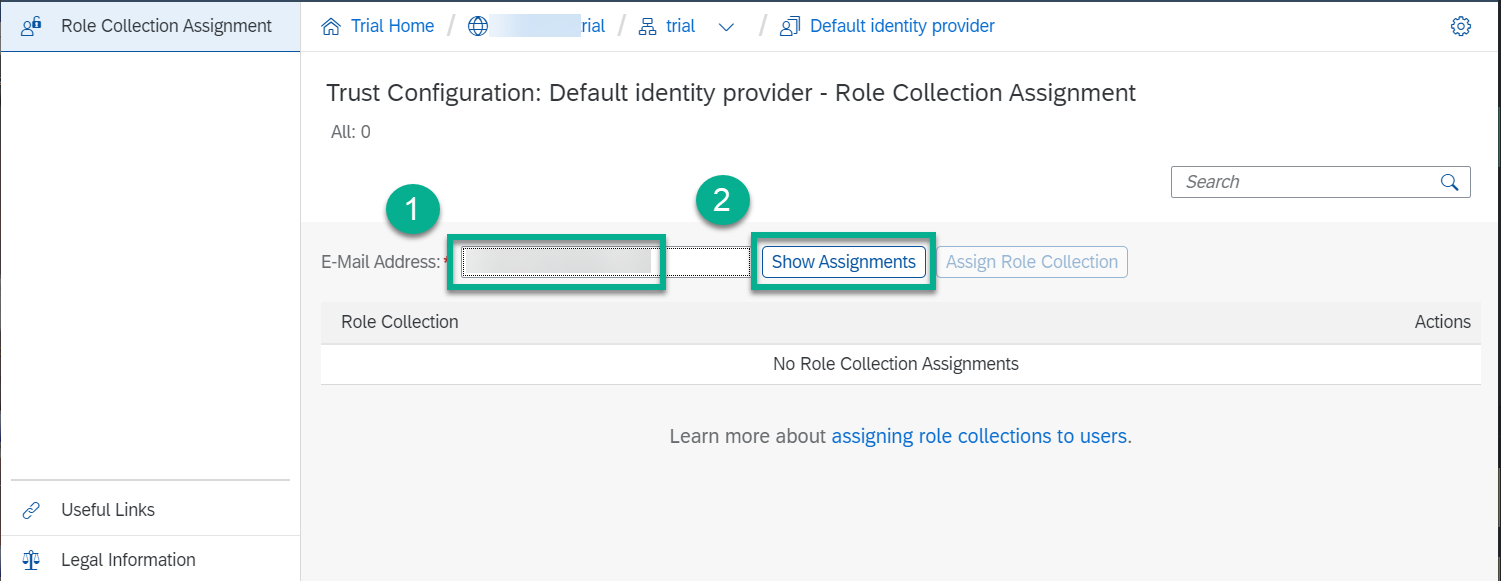 Role Collection Assignment
Trial Home / rial / trial / Default identity provider
Trust Configuration: Default identity provider - Role Collection Assignment
All: 0
Search
1 2
E-Mail Address: * Show Assignments Assign Role Collection
Role Collection Actions
No Role Collection Assignments
Learn more about assigning role collections to users.
Useful Links
Legal Information